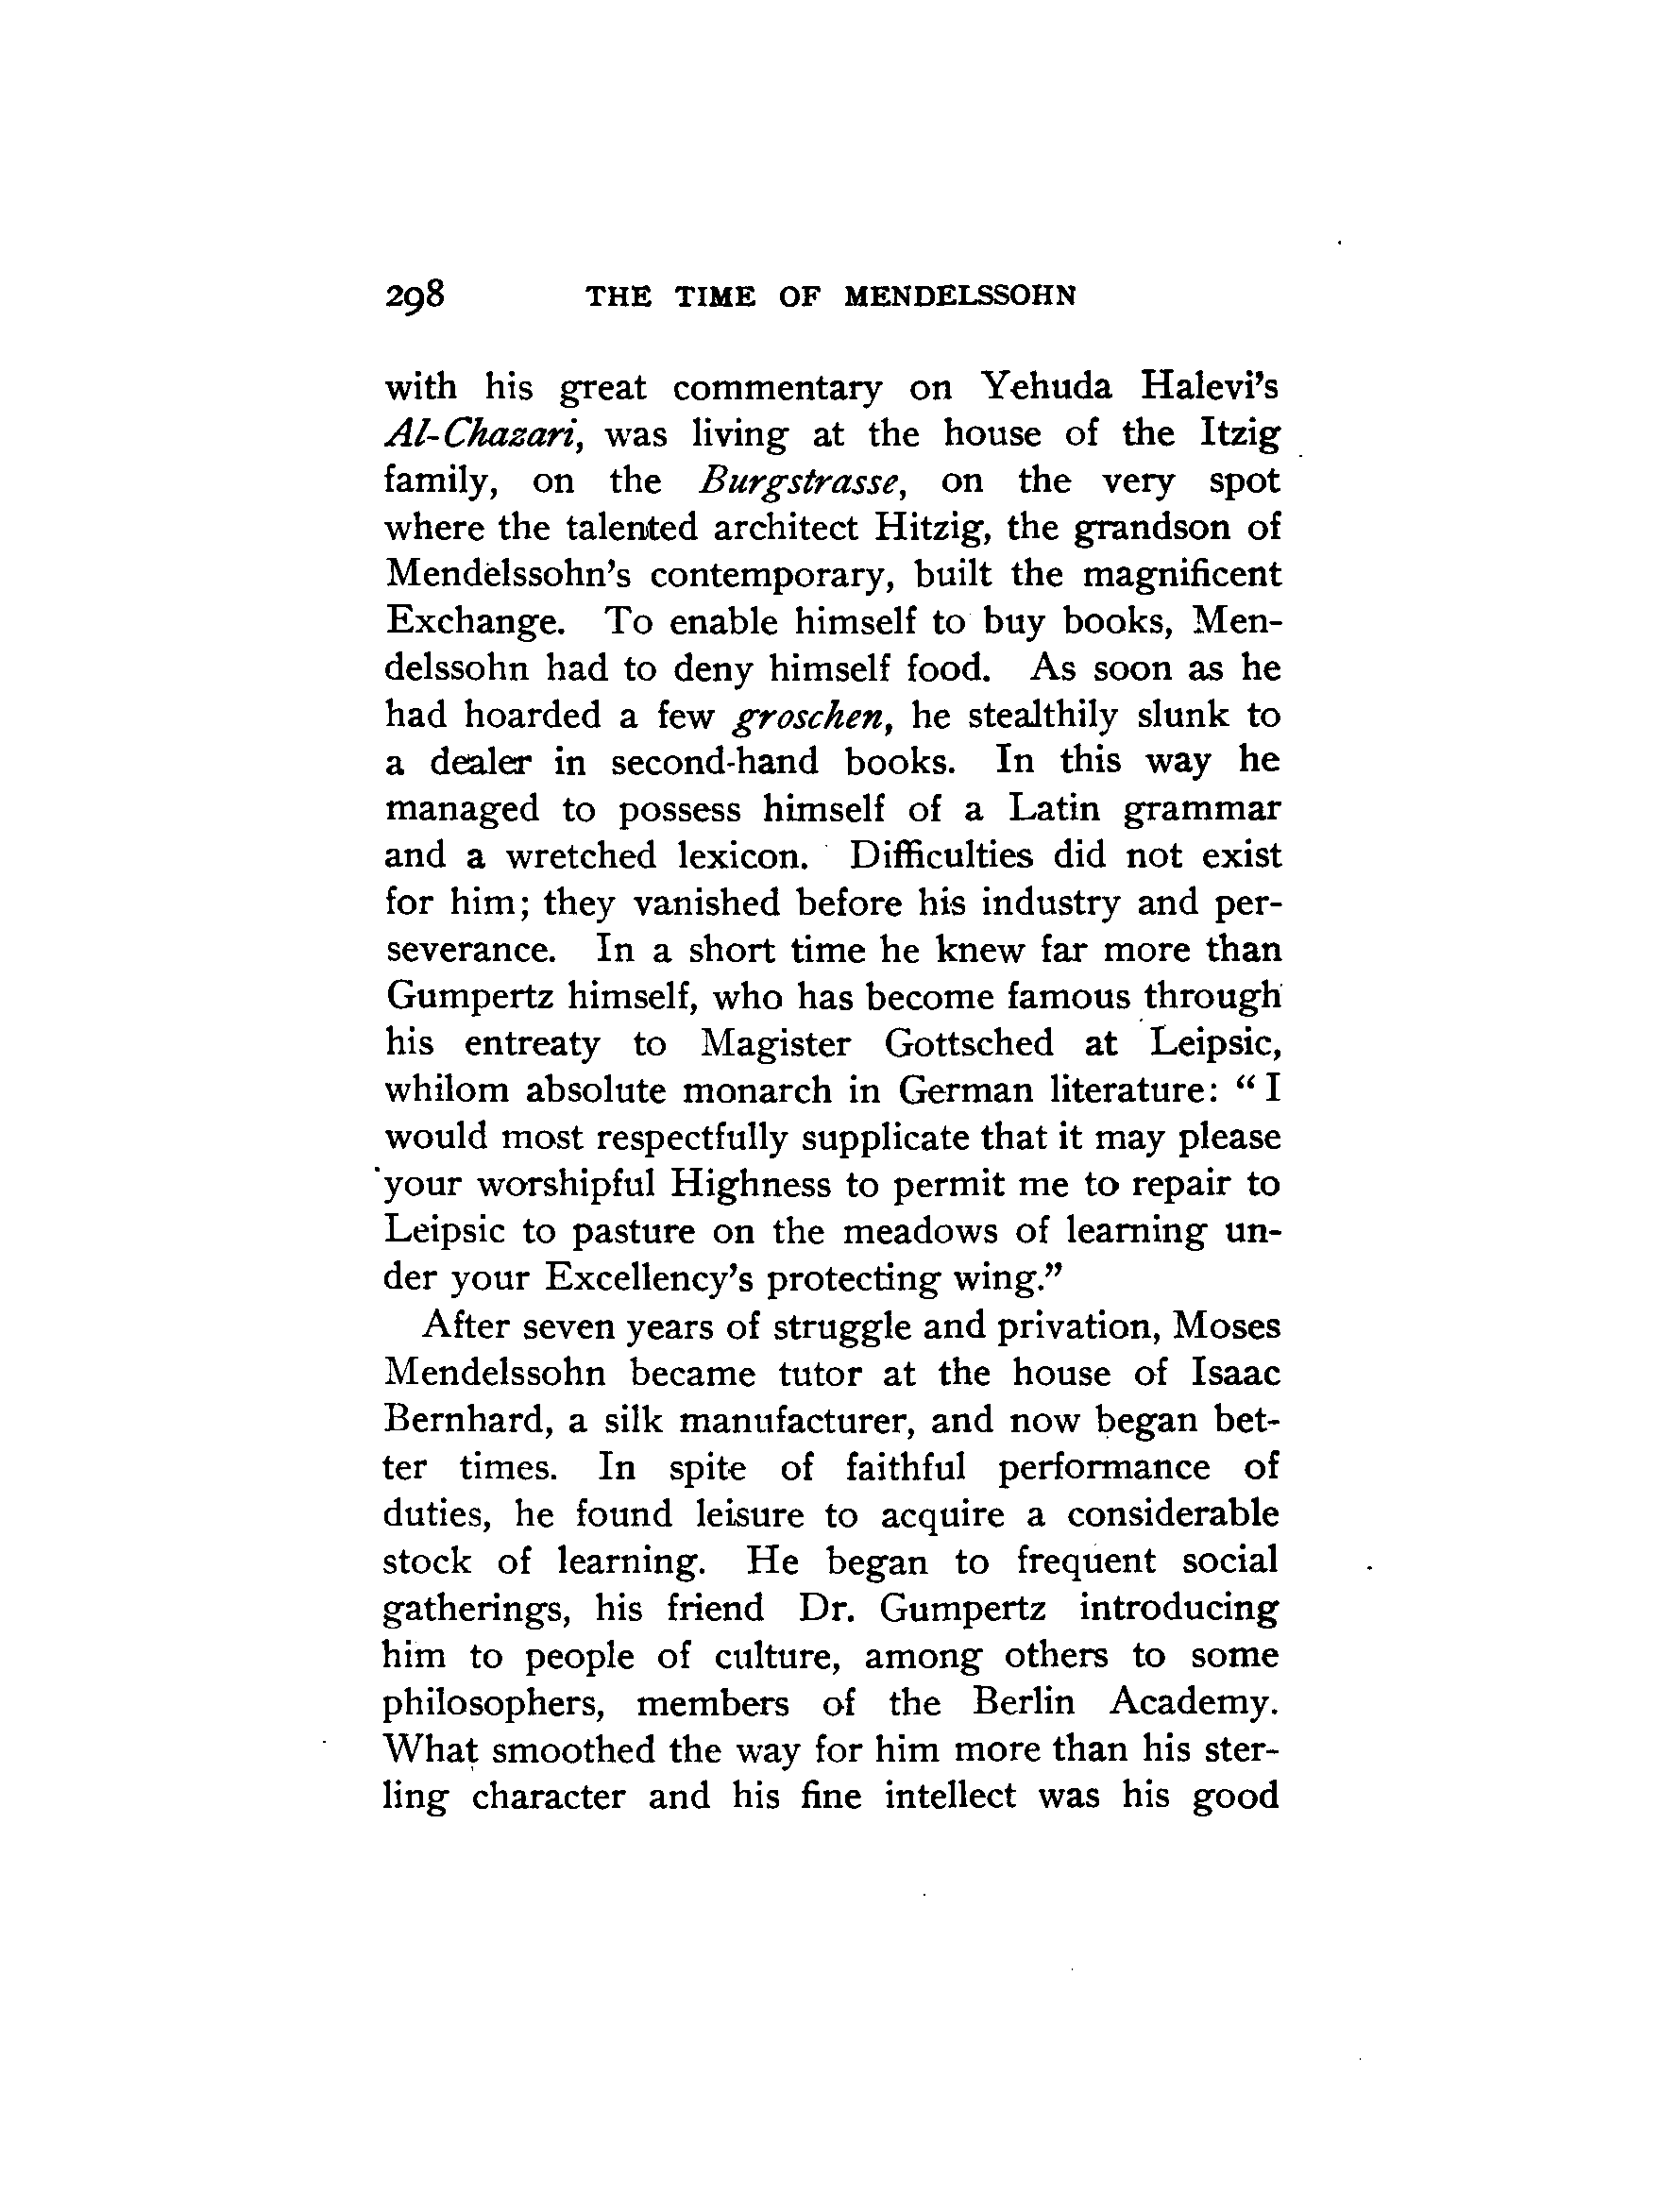 298 THE TIME OF MENDELSSOHN
with his great commentary on Yehuda Halevi's
Al-Chazari, was living at the house of the Itzig
family, on the Burgstrasse, on the very spot
where the talented architect Hitzig, the grandson of
Mendelssohn's contemporary, built the magnificent
Exchange. To enable himself to buy books, Men-
delssohn had to deny himself food. As soon as he
had hoarded a few groschen, he stealthily slunk to
a dealer in second-hand books. In this way he
managed to possess himself of a Latin grammar
and a wretched lexicon. Difficulties did not exist
for him; they vanished before his industry and per-
severance. In a short time he knew far more than
Gumpertz himself, who has become famous through
his entreaty to Magister Gottsched at Leipsic,
whilom absolute monarch in German literature: "I
would most respectfully supplicate that it may please
your worshipful Highness to permit me to repair to
Leipsic to pasture on the meadows of learning un-
der your Excellency's protecting wing."
After seven years of struggle and privation, Moses
Mendelssohn became tutor at the house of Isaac
Bernhard, a silk manufacturer, and now began bet-
ter times. In spite of faithful performance of
duties, he found leisure to acquire a considerable
stock of learning. He began to frequent social
gatherings, his friend Dr. Gumpertz introducing
him to people of culture, among others to some
philosophers, members of the Berlin Academy.
What smoothed the way for him more than his ster-
ling character and his fine intellect was his good